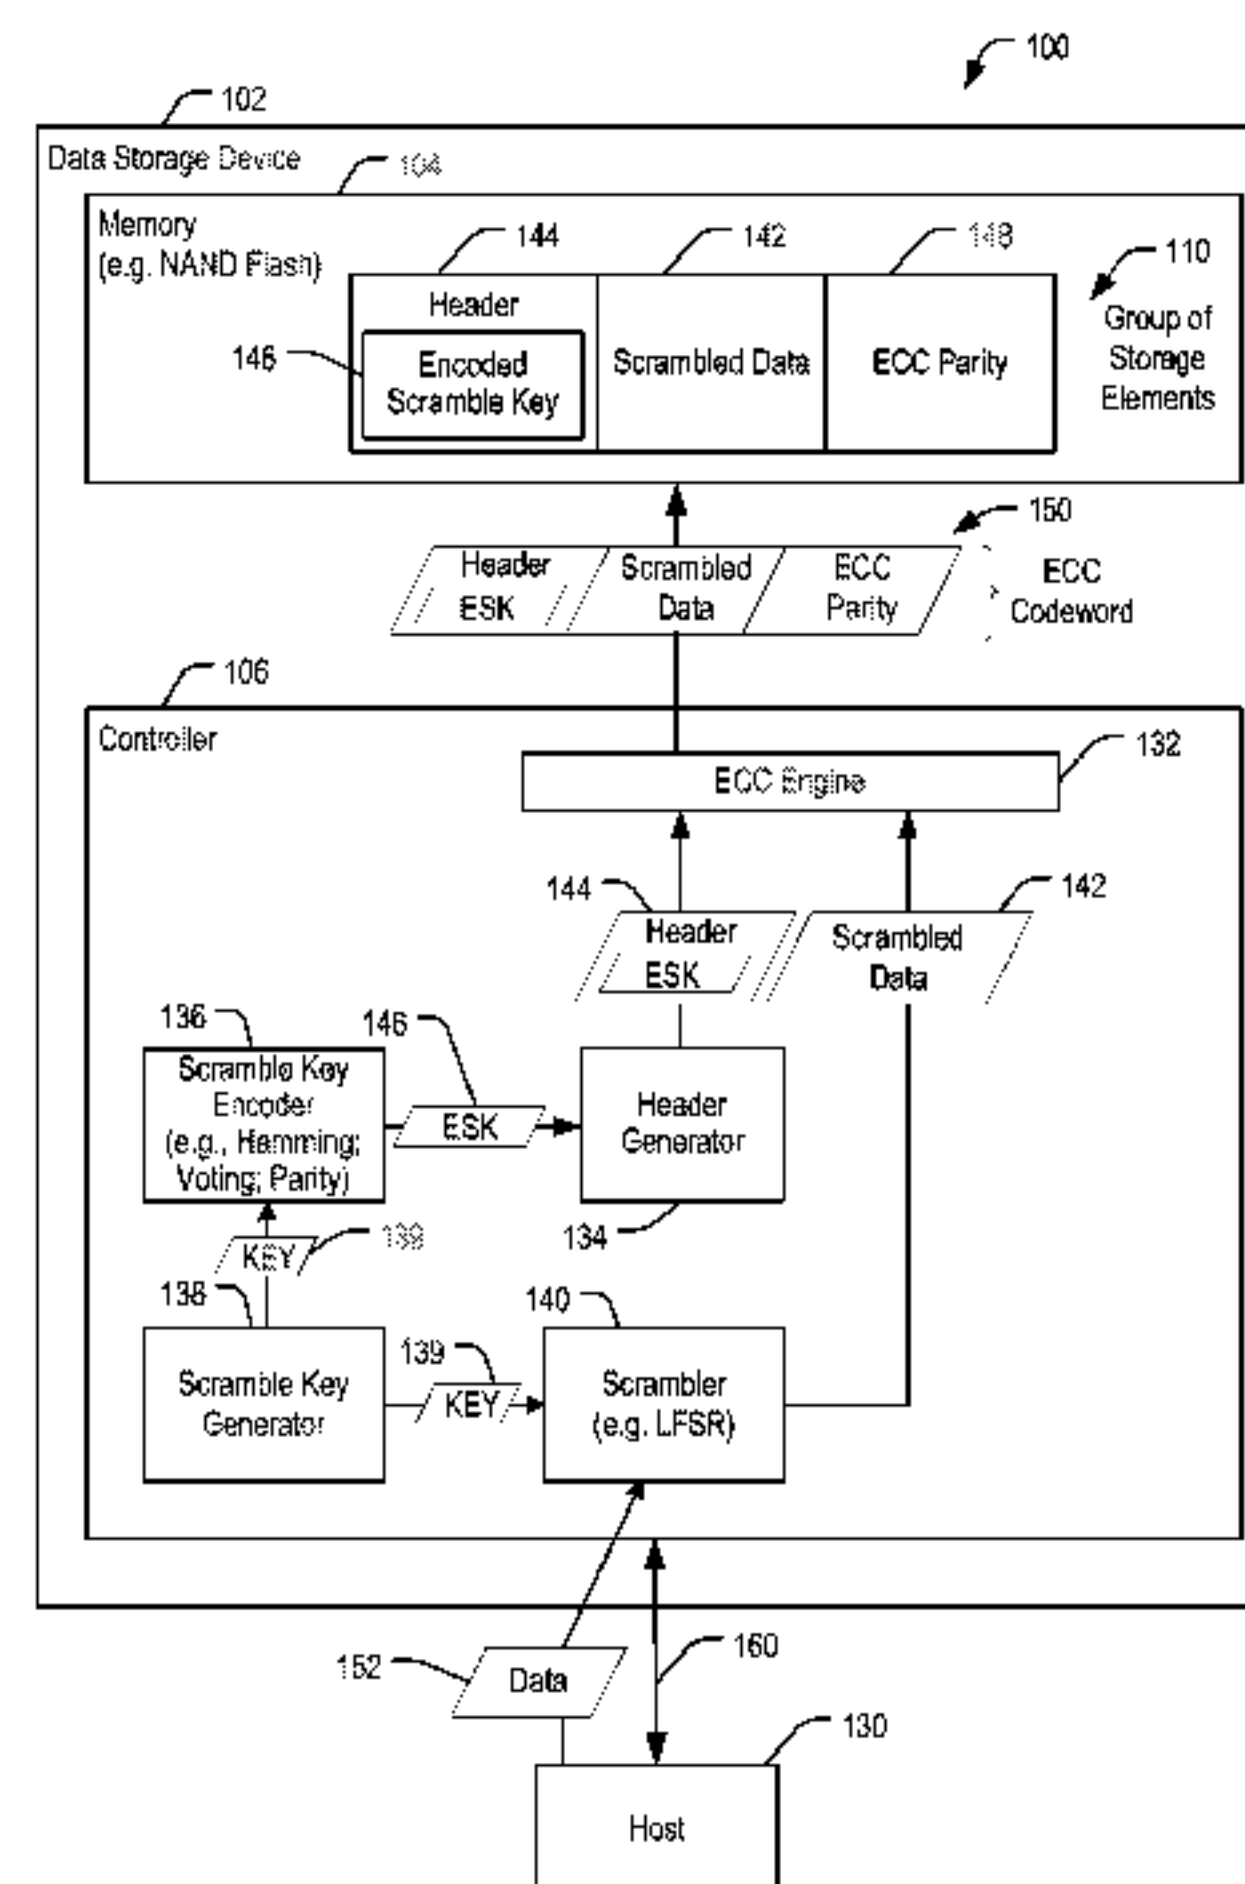 100
102
Data Storage Device
104
Memory
(e.g. NAND Flash)
144
142
148
110
Header
146
Encoded
Scramble Key
Scrambled Data
ECC Parity
Group of
Storage
Elements
150
Header
ESK
Scrambled
Data
ECC
Parity
ECC
Codeword
106
Controller
132
ECC Engine
144
142
Header
ESK
Scrambled
Data
136
146
Scramble Key
Encoder
(e.g., Hamming;
Voting; Parity)
ESK
Header
Generator
134
KEY
139
138
140
139
Scramble Key
Generator
KEY
Scrambler
(e.g. LFSR)
152
Data
160
130
Host